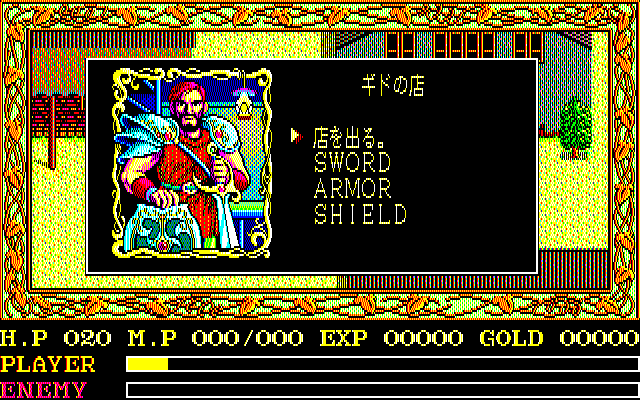 ギドの店
店を出る。
SWORD
ARMOR
SHIELD
H.P 020 M.P 000/000 EXP 00000 GOLD 00000
PLAYER
ENEMY